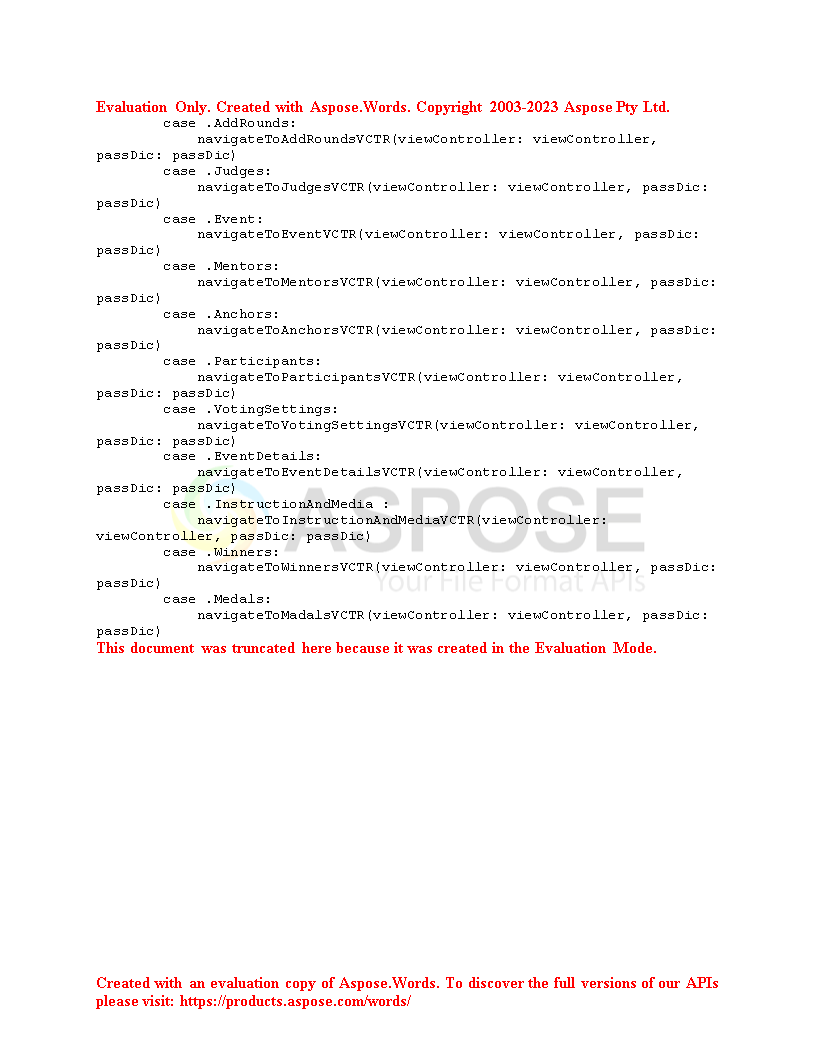 Evaluation Only. Created with Aspose.Words. Copyright 2003-2023 Aspose Pty Ltd.
        case .AddRounds:
            navigateToAddRoundsVCTR(viewController: viewController,
passDic: passDic)
        case .Judges:
            navigateToJudgesVCTR(viewController: viewController, passDic:
passDic)
        case .Event:
            navigateToEventVCTR(viewController: viewController, passDic:
passDic)
        case .Mentors:
            navigateToMentorsVCTR(viewController: viewController, passDic:
passDic)
        case .Anchors:
            navigateToAnchorsVCTR(viewController: viewController, passDic:
passDic)
        case .Participants:
            navigateToParticipantsVCTR(viewController: viewController,
passDic: passDic)
        case .VotingSettings:
            navigateToVotingSettingsVCTR(viewController: viewController,
passDic: passDic)
        case .EventDetails:
            navigateToEventDetailsVCTR(viewController: viewController,
passDic: passDic)
        case .InstructionAndMedia :
            navigateToInstructionAndMediaVCTR(viewController:
viewController, passDic: passDic)
        case .Winners:
            navigateToWinnersVCTR(viewController: viewController, passDic:
passDic)
        case .Medals:
            navigateToMadalsVCTR(viewController: viewController, passDic:
passDic)
ASPOSE
Your File Format APIs
This document was truncated here because it was created in the Evaluation Mode.
Created with an evaluation copy of Aspose.Words. To discover the full versions of our APIs
please visit: https://products.aspose.com/words/